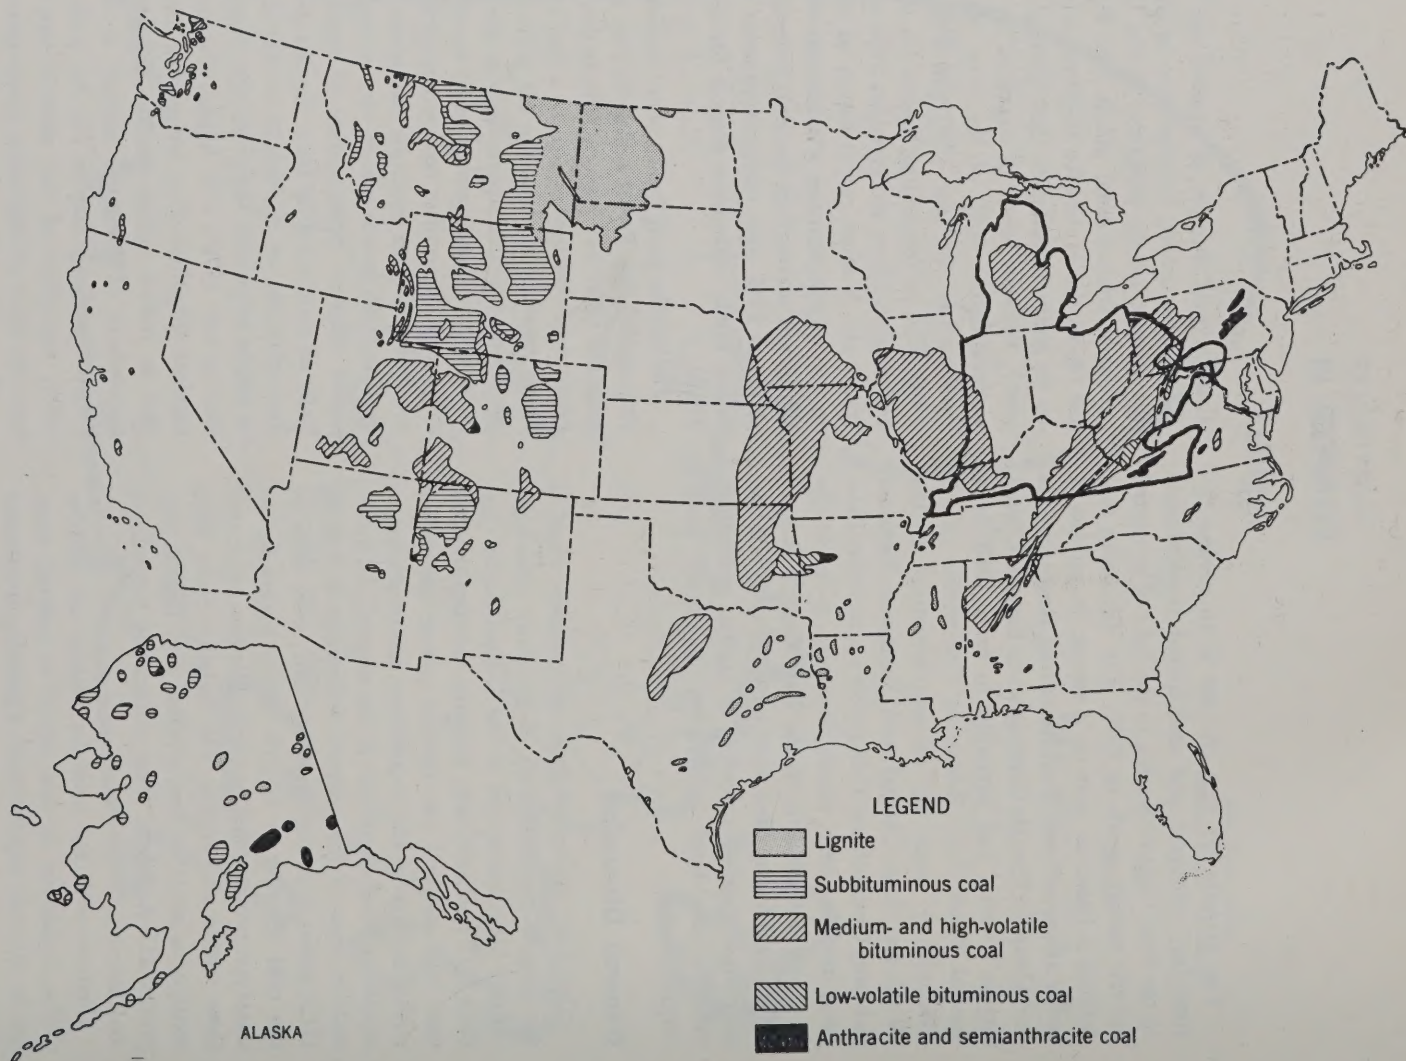 LEGEND
Lignite
Subbituminous coal
Medium- and high-volatile
bituminous coal
Low-volatile bituminous coal
Anthracite and semianthracite coal
ALASKA